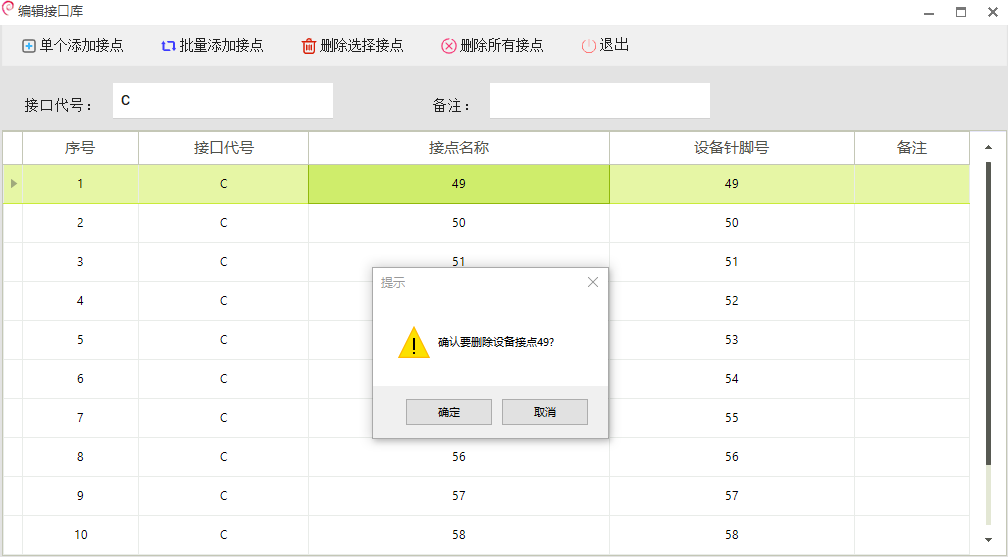 编辑接口库
单个添加接点 批量添加接点 删除选择接点 删除所有接点 退出
接口代号： C 备注：
序号 接口代号 接点名称 设备针脚号 备注
1 C 49 49
2 C 50 50
3 C 51 51
4 C 52
5 C 53
6 C 54
7 C 55
8 C 56 56
9 C 57 57
10 C 58 58
提示
确认要删除设备接点49?
确定 取消